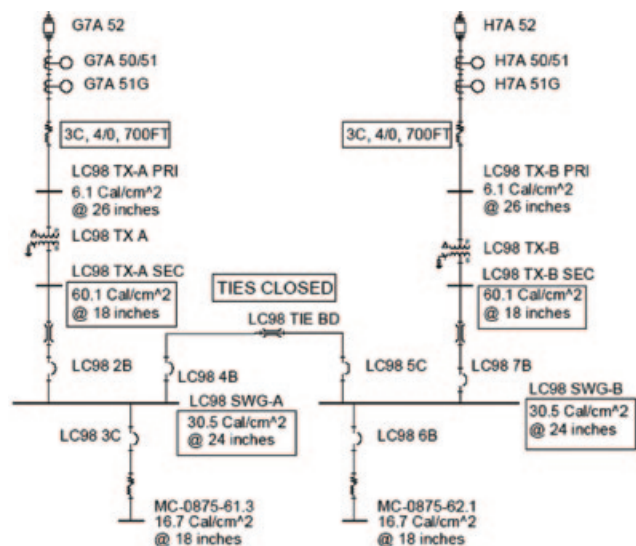 G7A 52
H7A 52
G7A 50/51
H7A 50/51
G7A 51G
H7A 51G
3C, 4/0, 700FT
3C, 4/0, 700FT
LC98 TX-A PRI
6.1 Cal/cm^2
@ 26 inches
LC98 TX-B PRI
6.1 Cal/cm^2
@ 26 inches
LC98 TX A
LC98 TX-B
LC98 TX-A SEC
60.1 Cal/cm^2
@ 18 inches
LC98 TX-B SEC
60.1 Cal/cm^2
@ 18 inches
TIES CLOSED
LC98 TIE BD
LC98 2B
LC98 4B
LC98 5C
LC98 7B
LC98 SWG-A
30.5 Cal/cm^2
@ 24 inches
LC98 SWG-B
30.5 Cal/cm^2
@ 24 inches
LC98 3C
LC98 6B
MC-0875-61.3
16.7 Cal/cm^2
@ 18 inches
MC-0875-62.1
16.7 Cal/cm^2
@ 18 inches